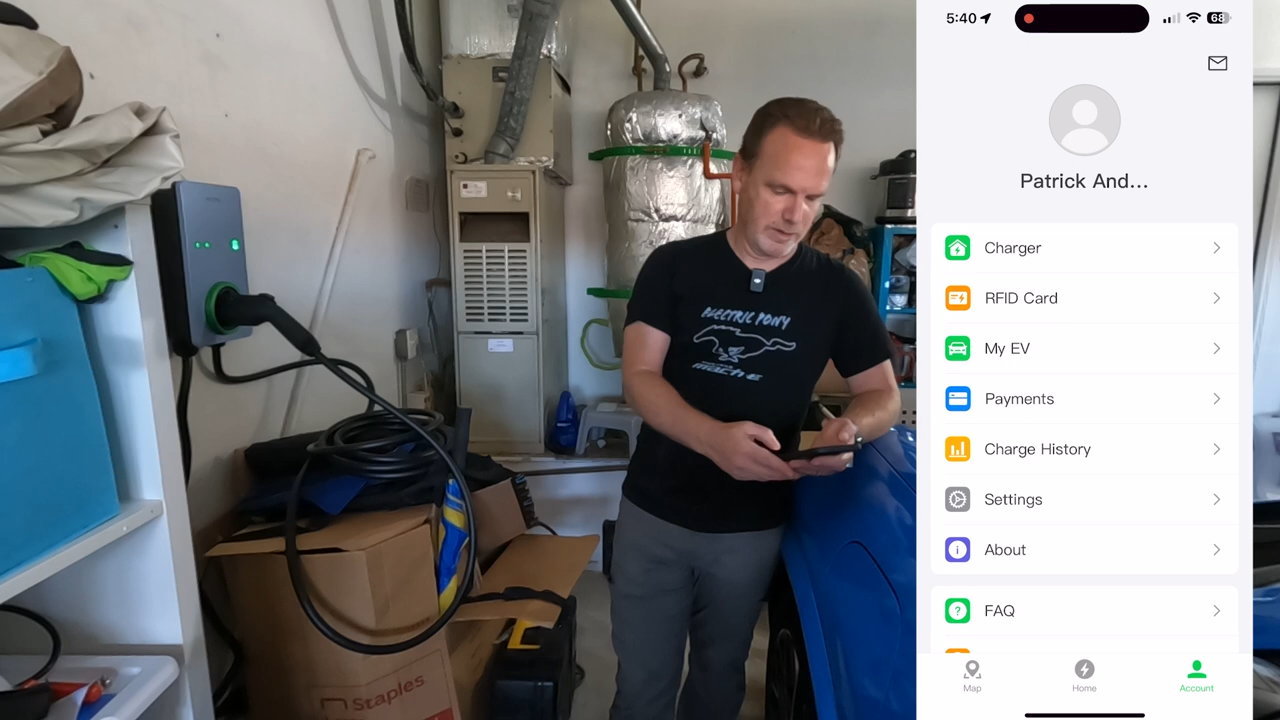 5:40
68
Patrick And...
Charger
RFID Card
My EV
Payments
Charge History
Settings
About
FAQ
Map
Home
Account
ELECTRIC PONY
mach-e
Staples